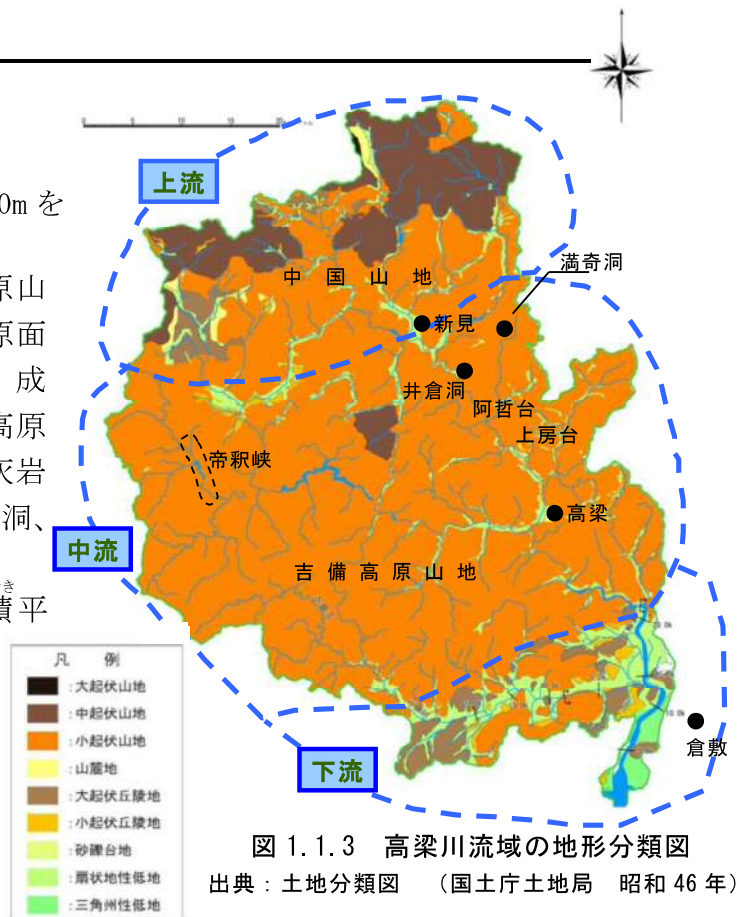 上流
0m を
満奇洞
原山
中国山地
原面
新見
成
井倉洞
阿哲台
高原
上房台
灰岩
帝釈峡
洞、
高梁
中流
吉備高原山地
き
積平
凡 例
:大起伏山地
:中起伏山地
:小起伏山地
:山麓地
:大起伏丘陵地
:小起伏丘陵地
:砂礫台地
:扇状地性低地
:三角州性低地
倉敷
下流
図 1.1.3 高梁川流域の地形分類図
出典：土地分類図 （国土庁土地局 昭和 46 年）